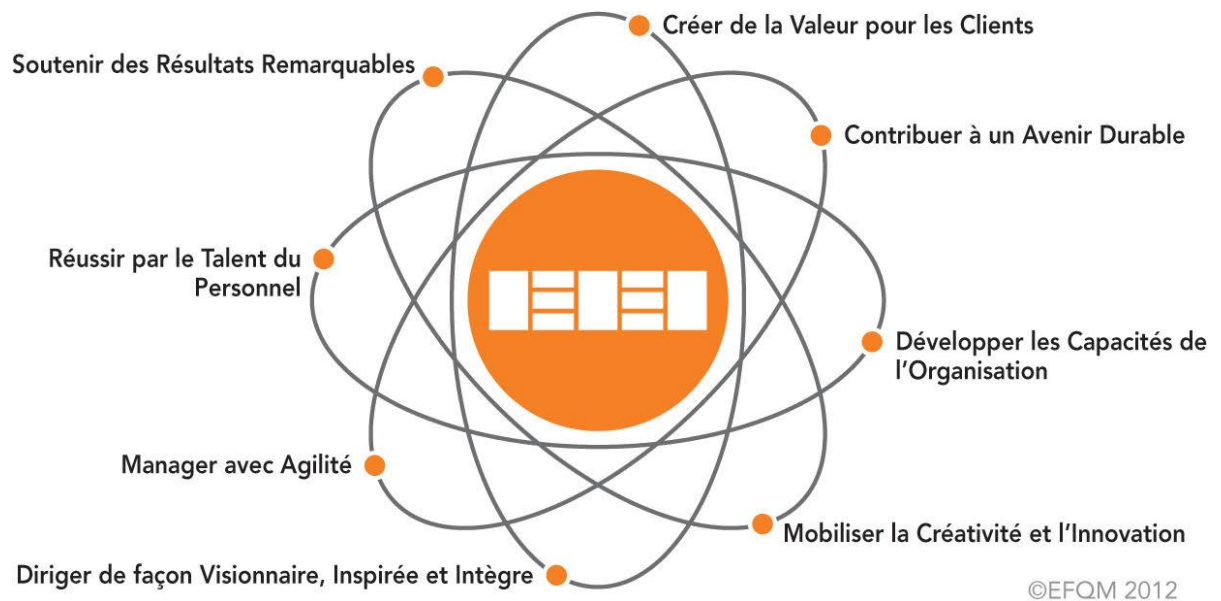 Créer de la Valeur pour les Clients
Soutenir des Résultats Remarquables
Contribuer à un Avenir Durable
Réussir par le Talent du
Personnel
Développer les Capacités de
l’Organisation
Manager avec Agilité
Mobiliser la Créativité et l’Innovation
Diriger de façon Visionnaire, Inspirée et Intègre
©EFQM 2012